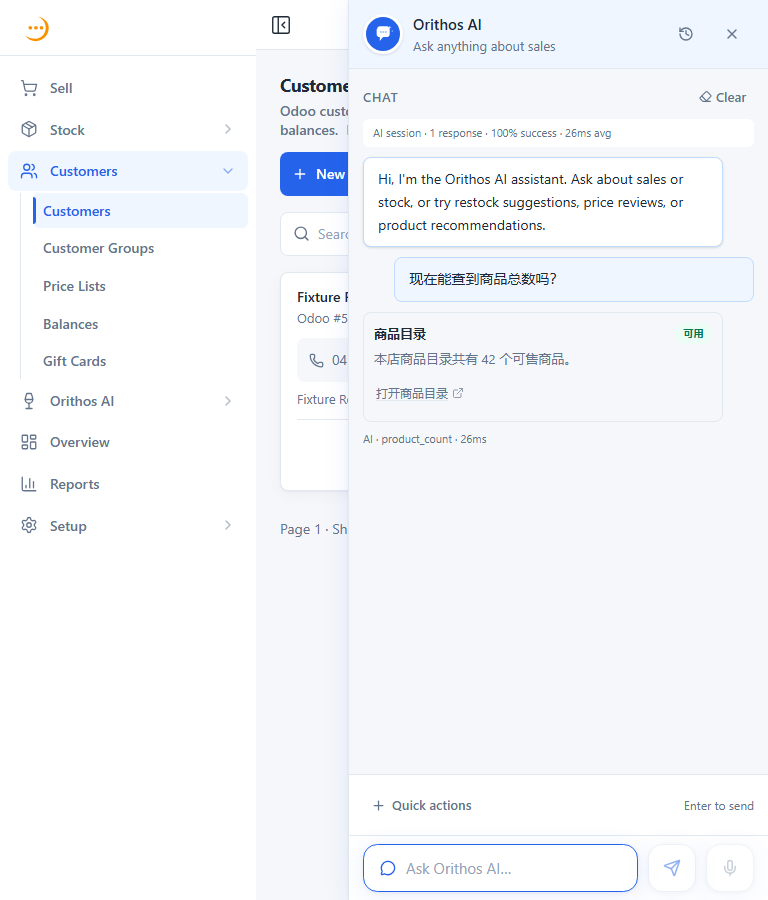 Sell
Stock
Customers
Customers
Customer Groups
Price Lists
Balances
Gift Cards
Orithos AI
Overview
Reports
Setup
Custome
Odoo custo
balances.
New
Searc
Fixture R
Odoo #5
04
Fixture Re
Page 1 · Sh
Orithos AI
Ask anything about sales
CHAT
Clear
AI session · 1 response · 100% success · 26ms avg
Hi, I'm the Orithos AI assistant. Ask about sales or
stock, or try restock suggestions, price reviews, or
product recommendations.
现在能查到商品总数吗?
商品目录
可用
本店商品目录共有 42 个可售商品。
打开商品目录
AI · product_count · 26ms
Quick actions
Enter to send
Ask Orithos AI...